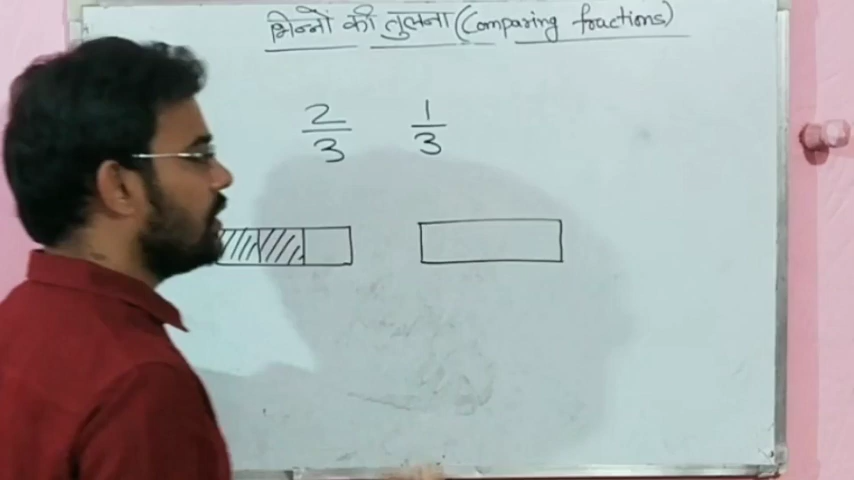 भिन्नों की तुलना (Comparing fractions)
2/3 1/3